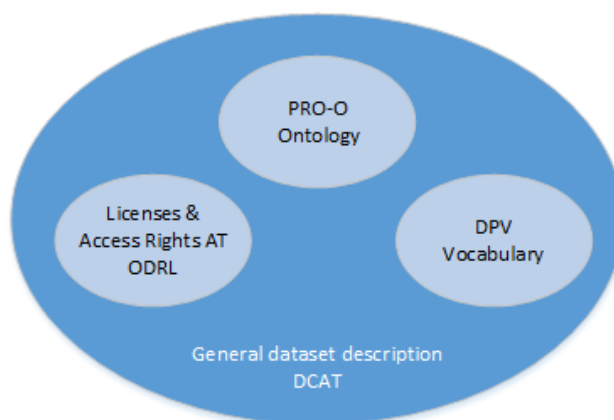 PRO-O
Ontology
Licenses &
Access Rights AT
ODRL
DPV
Vocabulary
General dataset description
DCAT